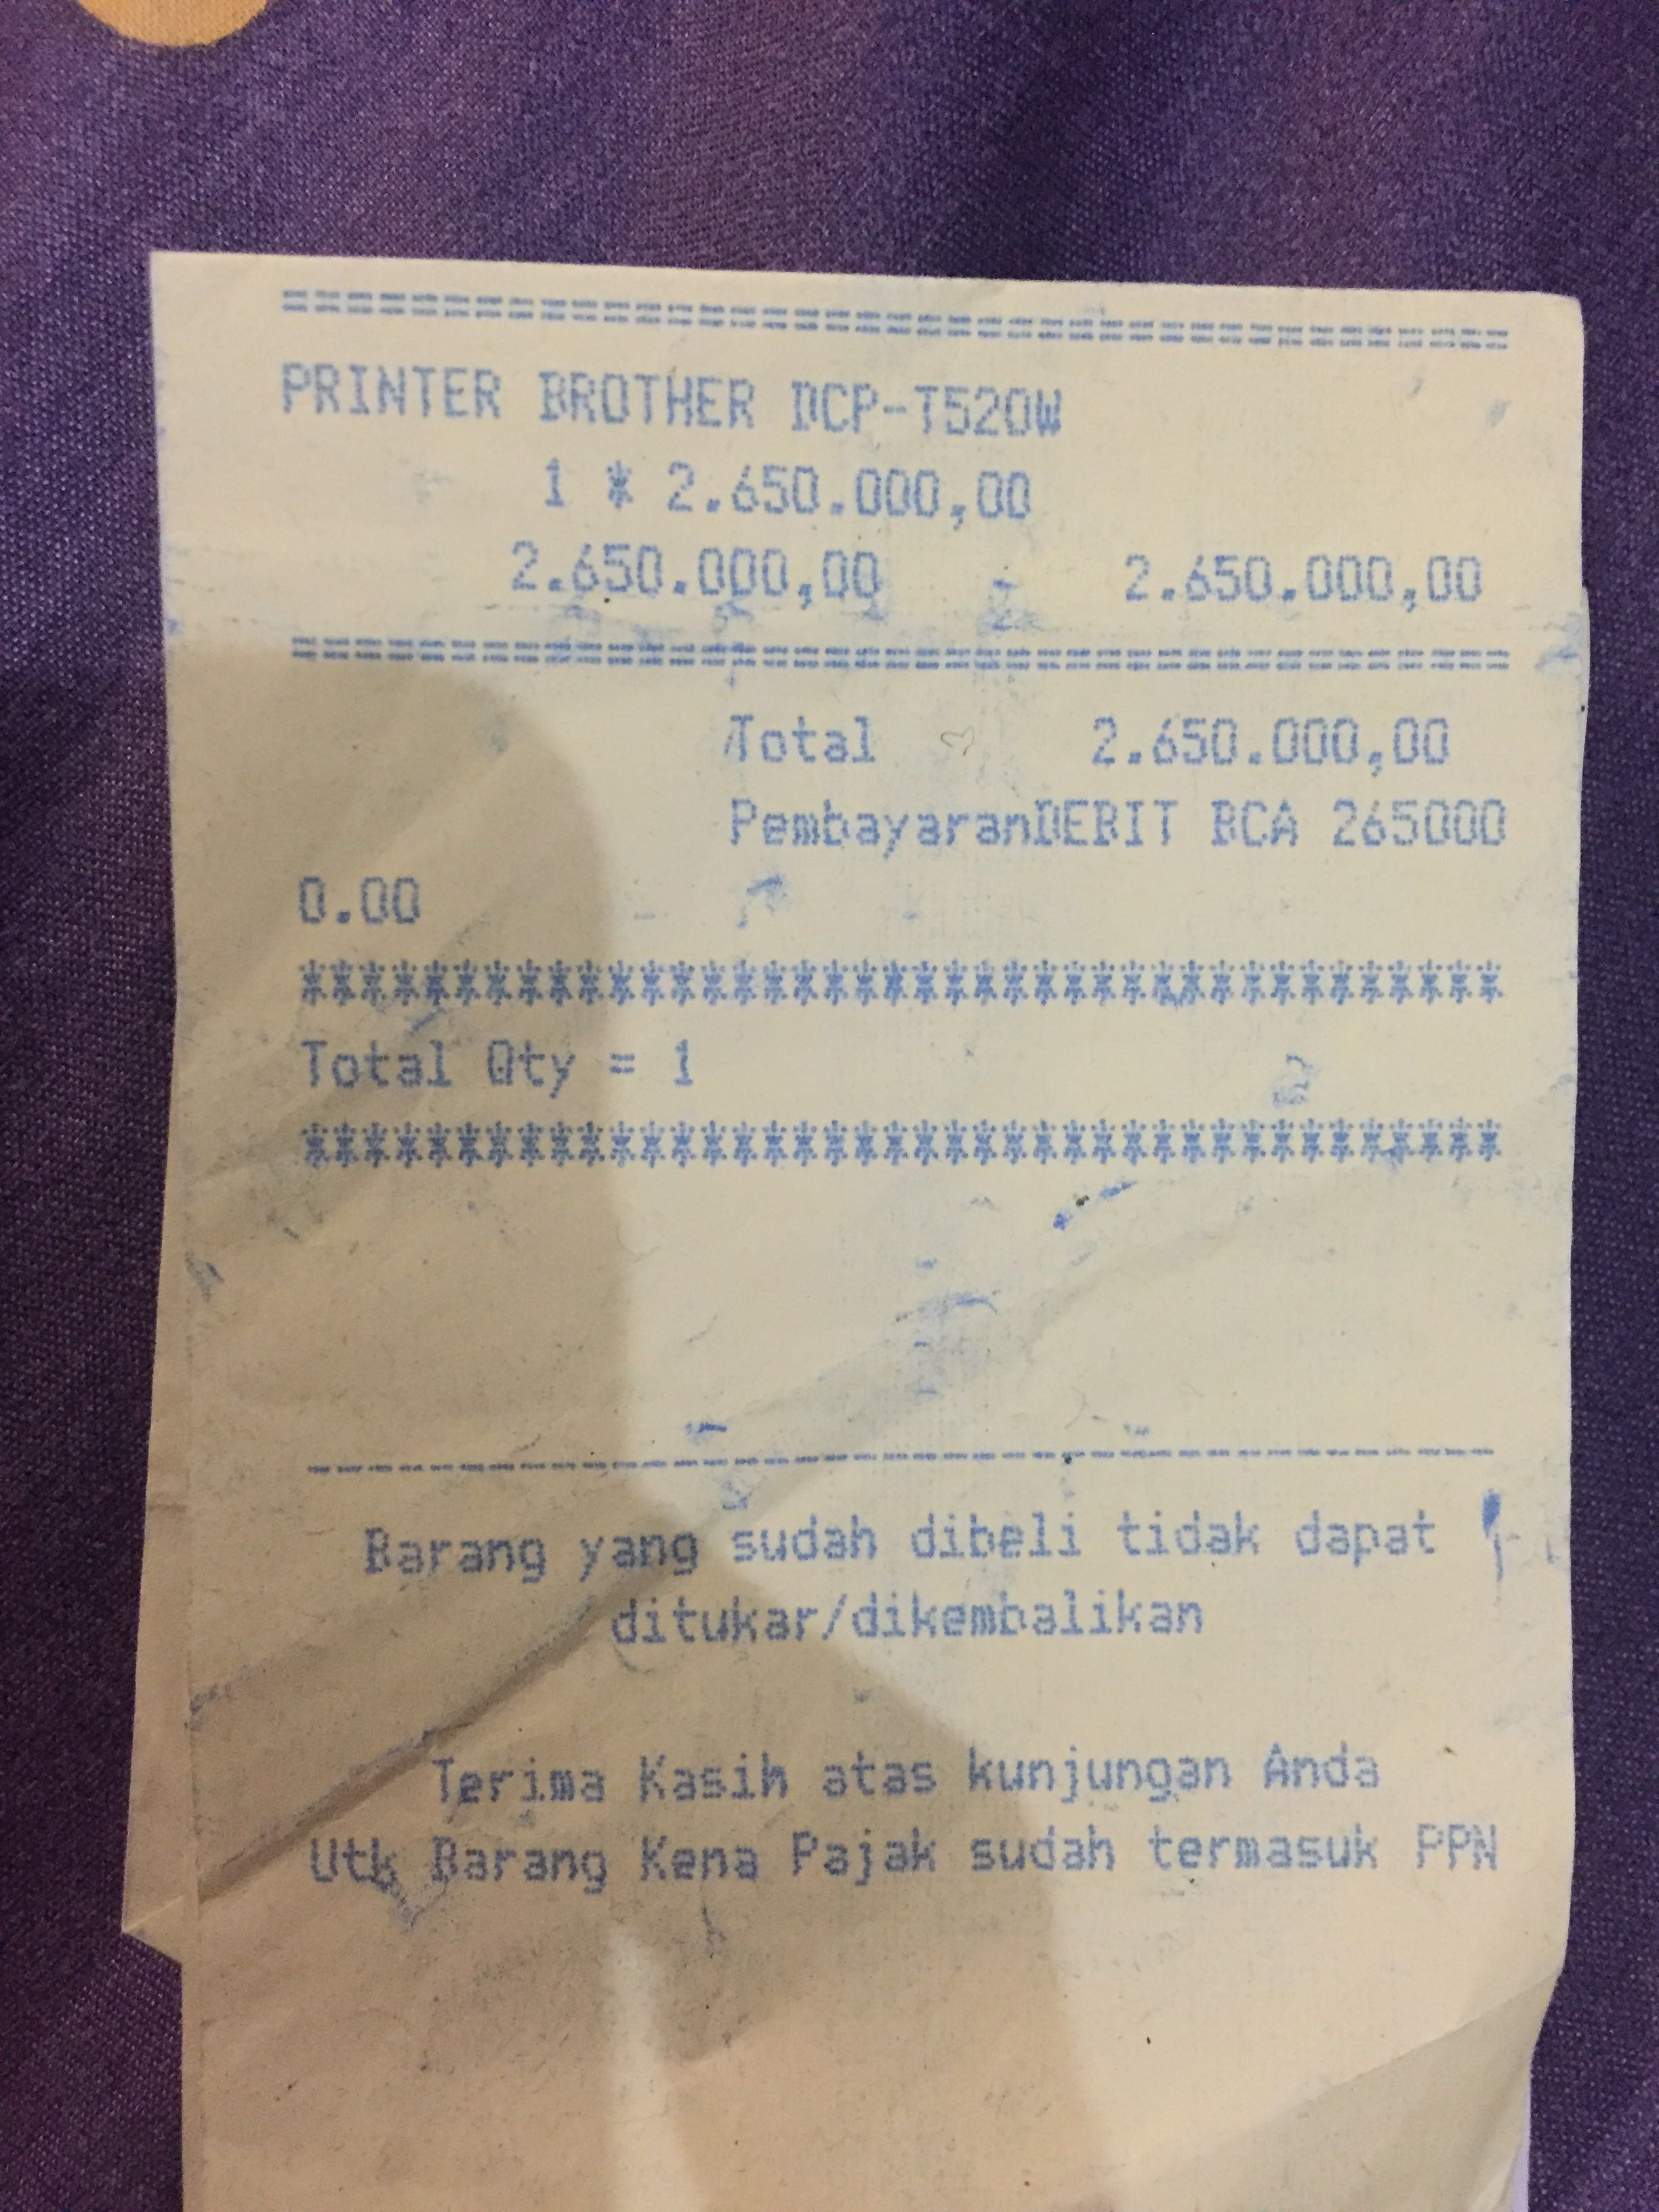 ========================================
PRINTER BROTHER DCP-T520W
1 * 2.650.000,00
2.650.000,00 2.650.000,00
========================================
Total 2.650.000,00
PembayaranDEBIT BCA 265000
0.00
****************************************
Total Qty = 1
****************************************
----------------------------------------
Barang yang sudah dibeli tidak dapat
ditukar/dikembalikan
Terima Kasih atas kunjungan Anda
Utk Barang Kena Pajak sudah termasuk PPN